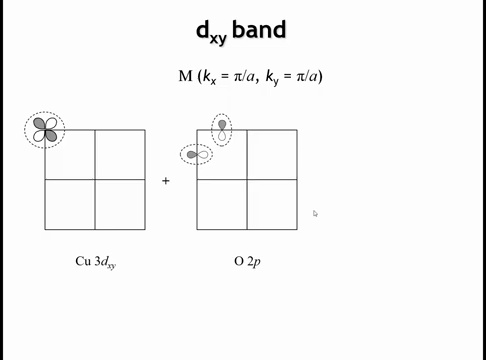 dxy band
M (kx = π/a, ky = π/a)
+
Cu 3dxy
O 2p